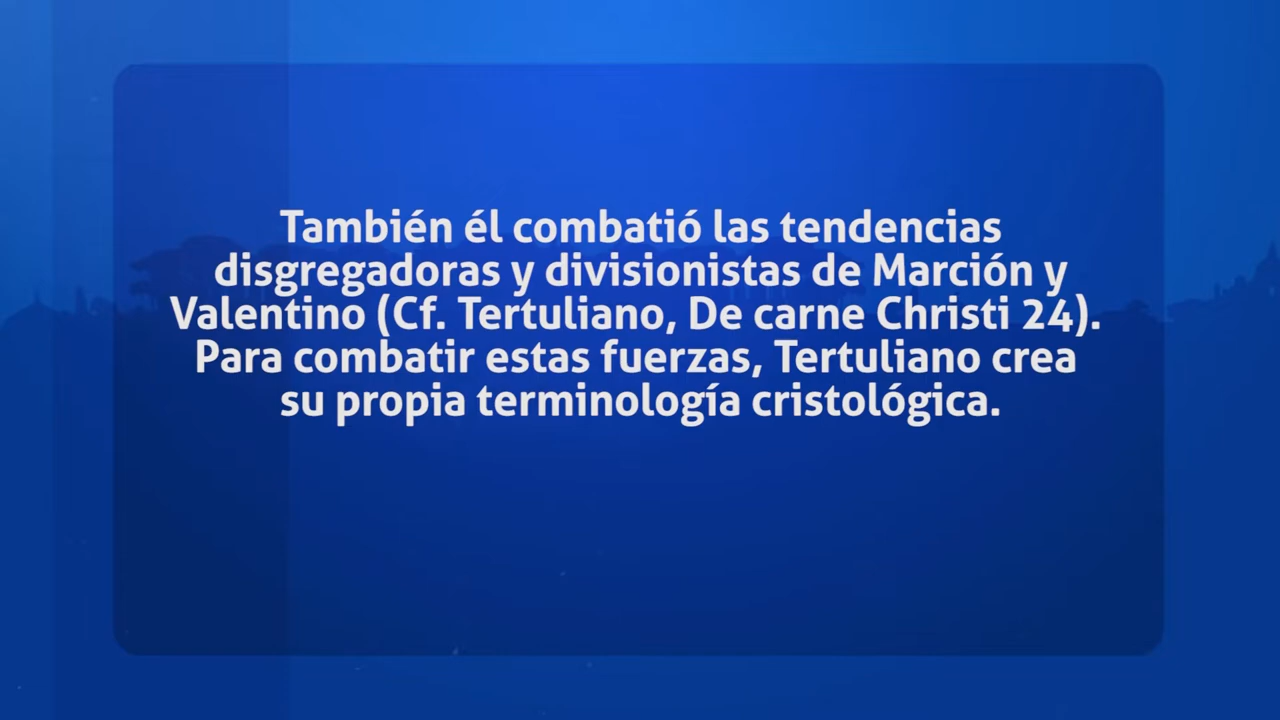 También él combatió las tendencias
disgregadoras y divisionistas de Marción y
Valentino (Cf. Tertuliano, De carne Christi 24).
Para combatir estas fuerzas, Tertuliano crea
su propia terminología cristológica.